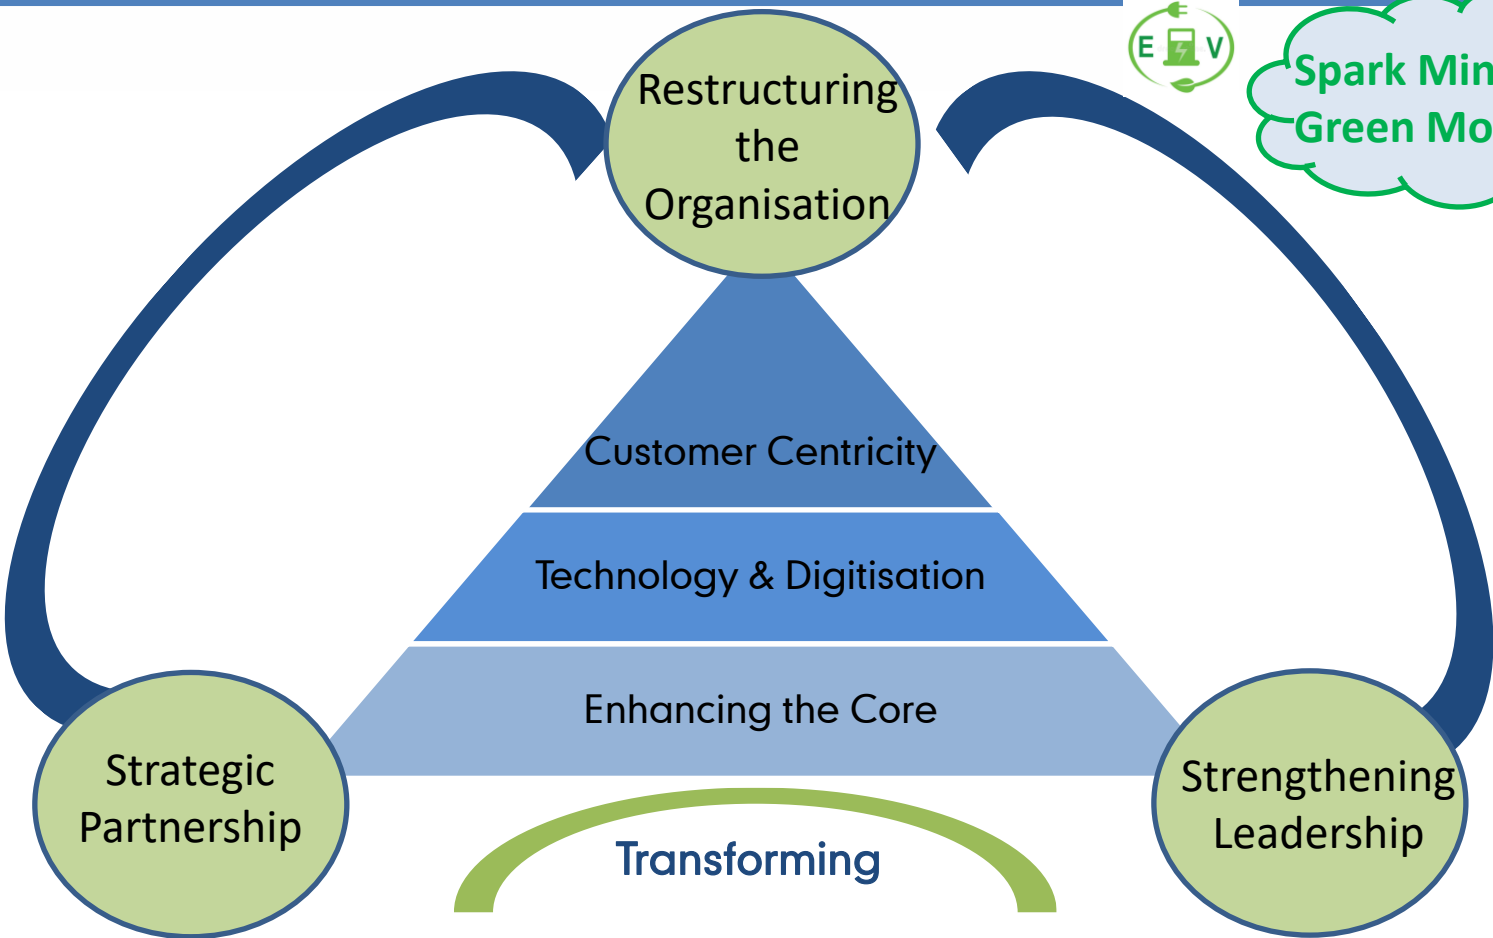 Restructuring
the
Organisation
E V
Spark Min
Green Mo
Customer Centricity
Technology & Digitisation
Enhancing the Core
Strategic
Partnership
Strengthening
Leadership
Transforming